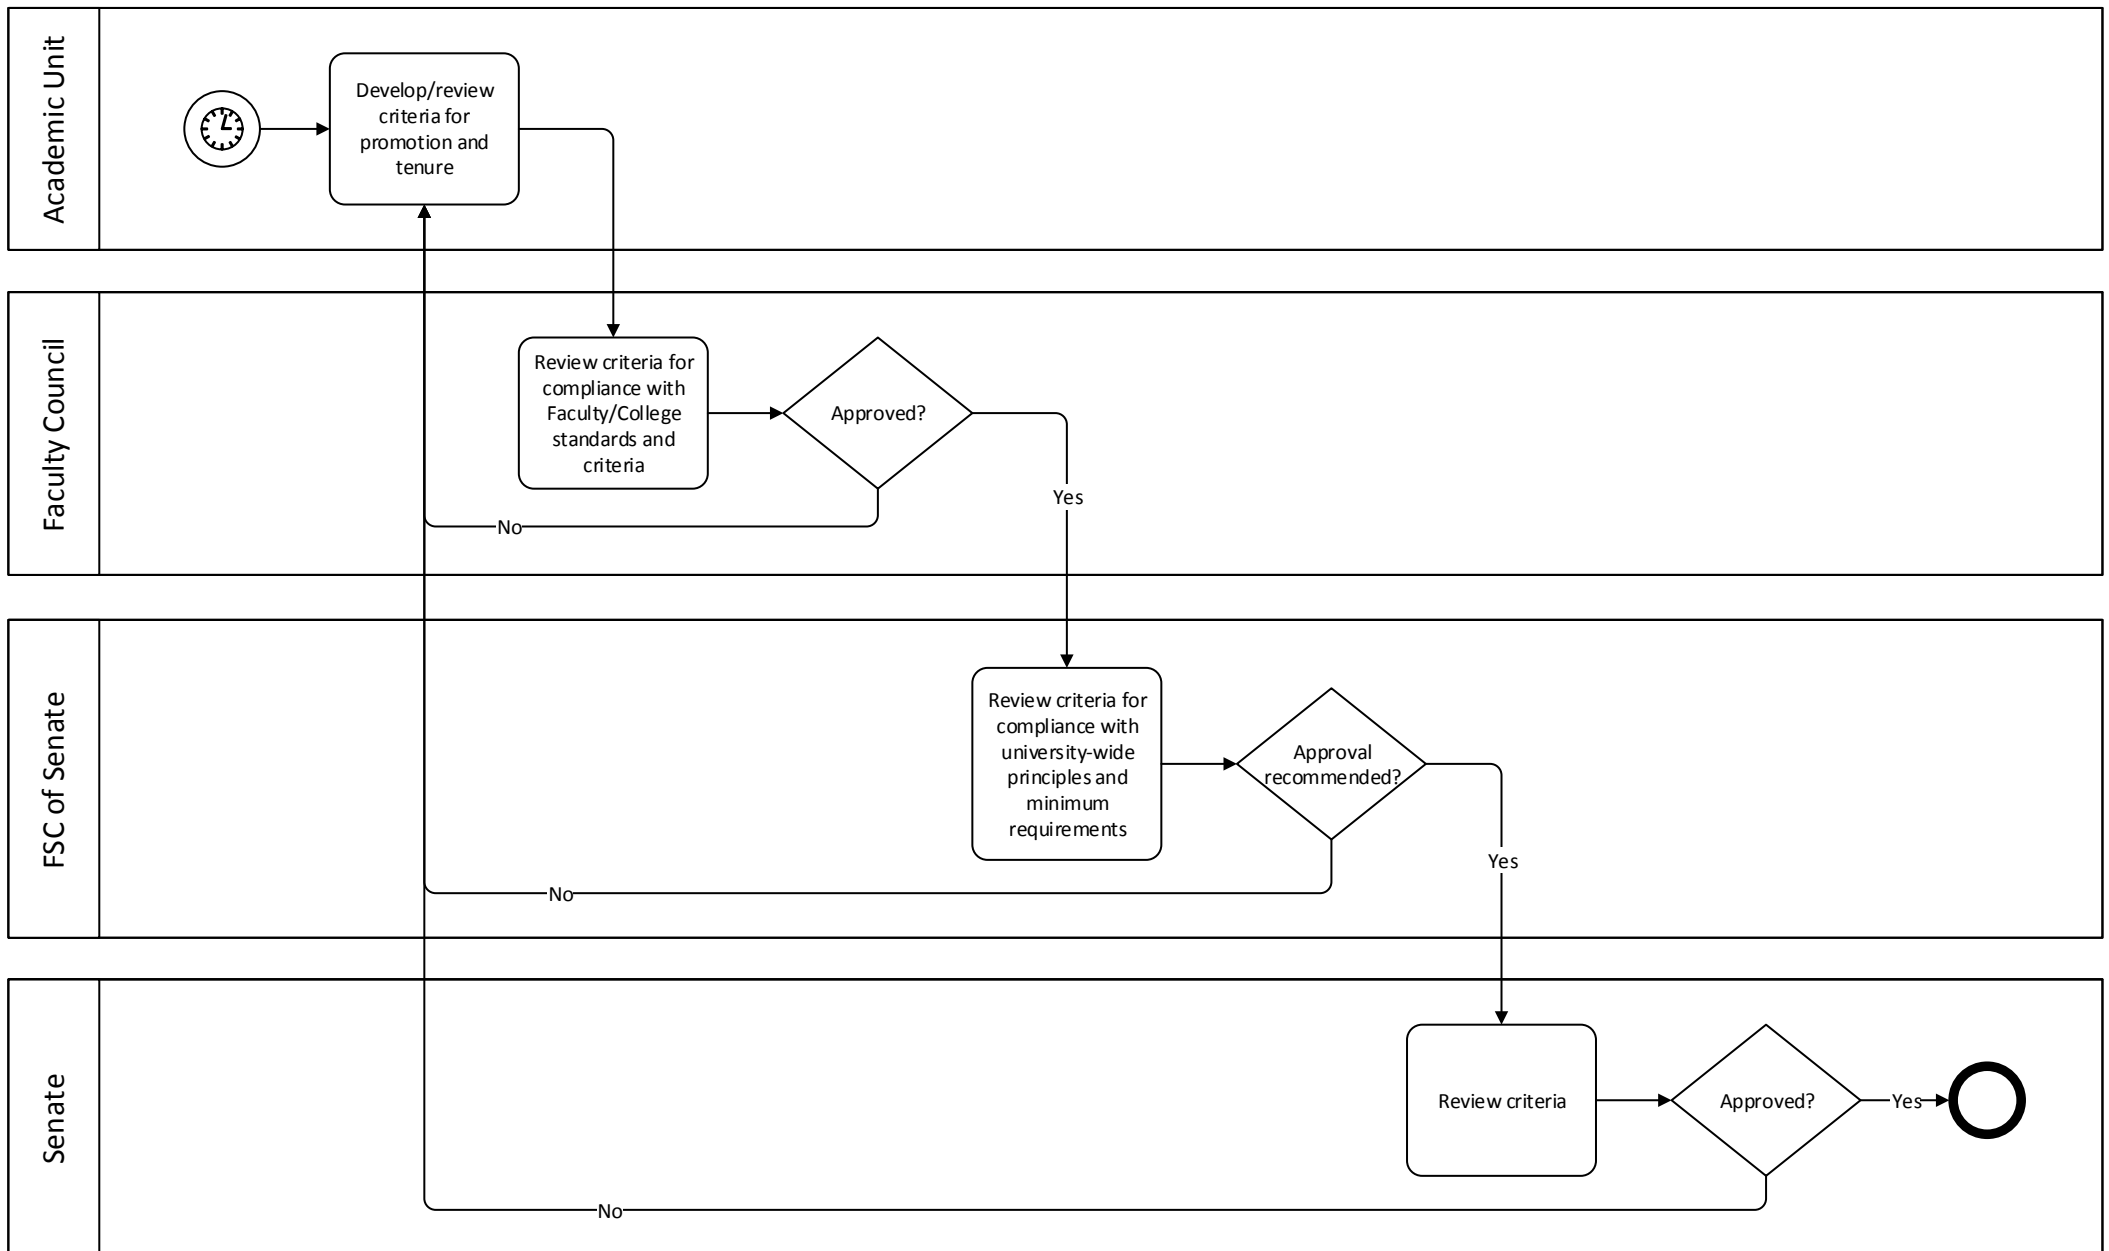 Academic Unit
Develop/review
criteria for
promotion and
tenure
Faculty Council
Review criteria for
compliance with
Faculty/College
standards and
criteria
Approved?
Yes
No
FSC of Senate
Review criteria for
compliance with
university-wide
principles and
minimum
requirements
Approval
recommended?
Yes
No
Senate
Review criteria
Approved?
Yes
No